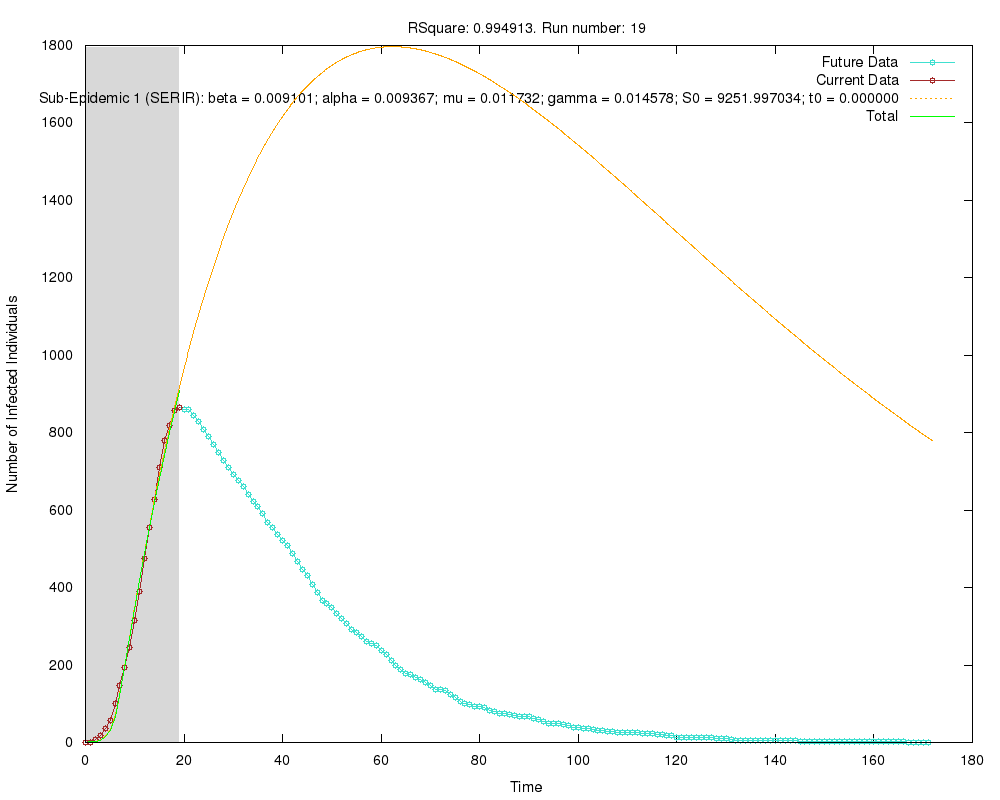 RSquare: 0.994913. Run number: 19
Future Data
Current Data
Sub-Epidemic 1 (SERIR): beta = 0.009101; alpha = 0.009367; mu = 0.011732; gamma = 0.014578; S0 = 9251.997034; t0 = 0.000000
Total
1800
1600
1400
1200
1000
800
600
400
200
0
Number of Infected Individuals
0 20 40 60 80 100 120 140 160 180
Time